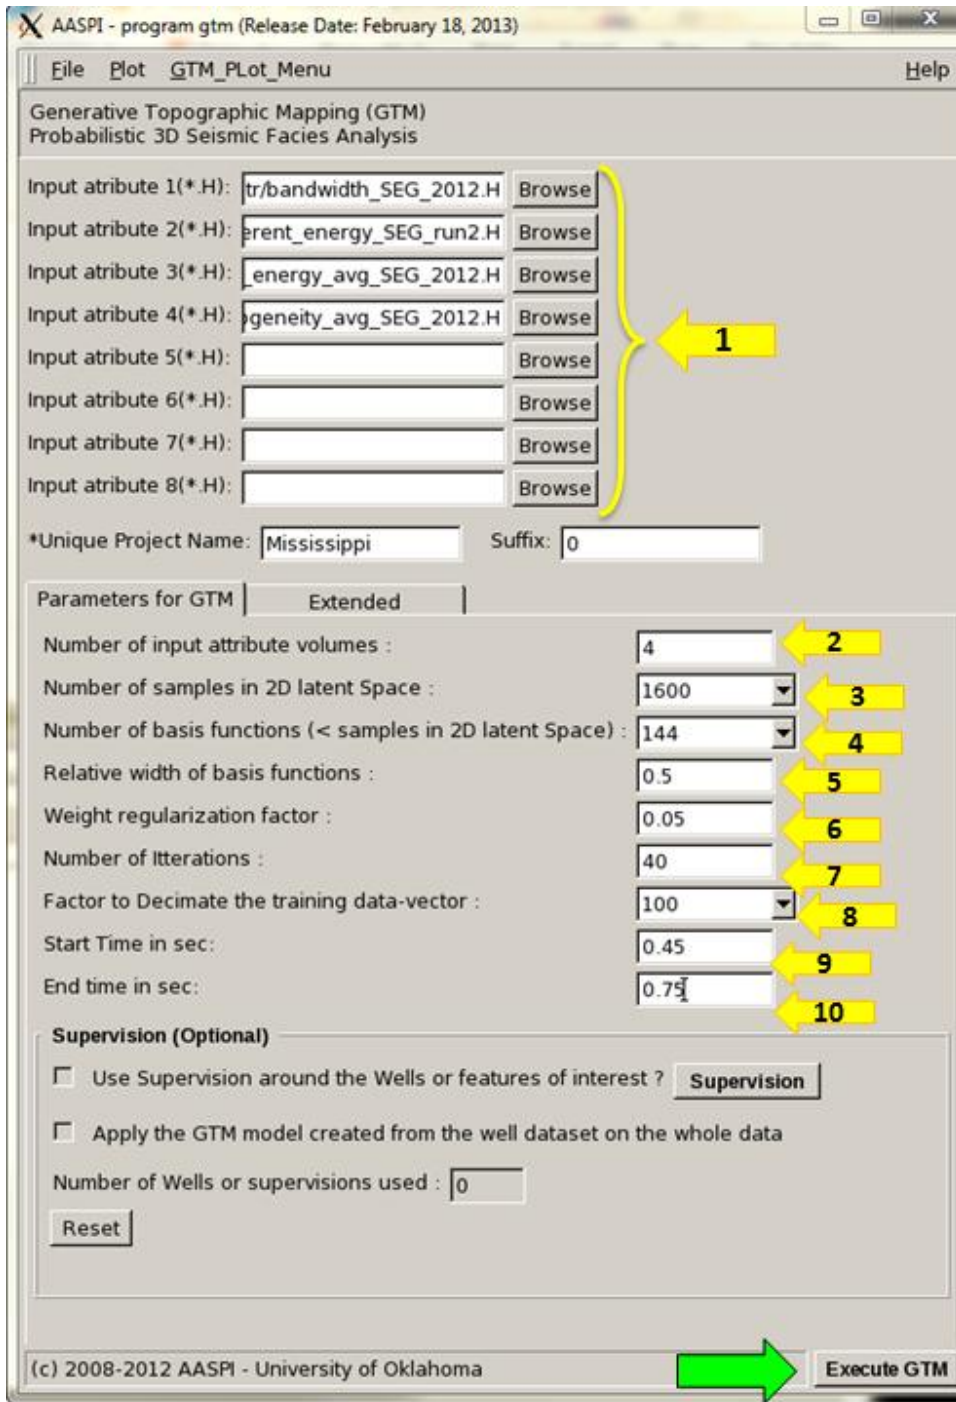 AASPI - program gtm (Release Date: February 18, 2013)
File Plot GTM_PLot_Menu Help
Generative Topographic Mapping (GTM)
Probabilistic 3D Seismic Facies Analysis
Input atribute 1(*.H): tr/bandwidth_SEG_2012.H Browse
Input atribute 2(*.H): erent_energy_SEG_run2.H Browse
Input atribute 3(*.H): _energy_avg_SEG_2012.H Browse
Input atribute 4(*.H): ogeneity_avg_SEG_2012.H Browse
1
Input atribute 5(*.H): Browse
Input atribute 6(*.H): Browse
Input atribute 7(*.H): Browse
Input atribute 8(*.H): Browse
*Unique Project Name: Mississippi Suffix: 0
Parameters for GTM Extended
Number of input attribute volumes : 4 2
Number of samples in 2D latent Space : 1600 3
Number of basis functions (< samples in 2D latent Space) : 144 4
Relative width of basis functions : 0.5 5
Weight regularization factor : 0.05 6
Number of Itterations : 40 7
Factor to Decimate the training data-vector : 100 8
Start Time in sec: 0.45 9
End time in sec: 0.75 10
Supervision (Optional)
Use Supervision around the Wells or features of interest ? Supervision
Apply the GTM model created from the well dataset on the whole data
Number of Wells or supervisions used : 0
Reset
(c) 2008-2012 AASPI - University of Oklahoma Execute GTM